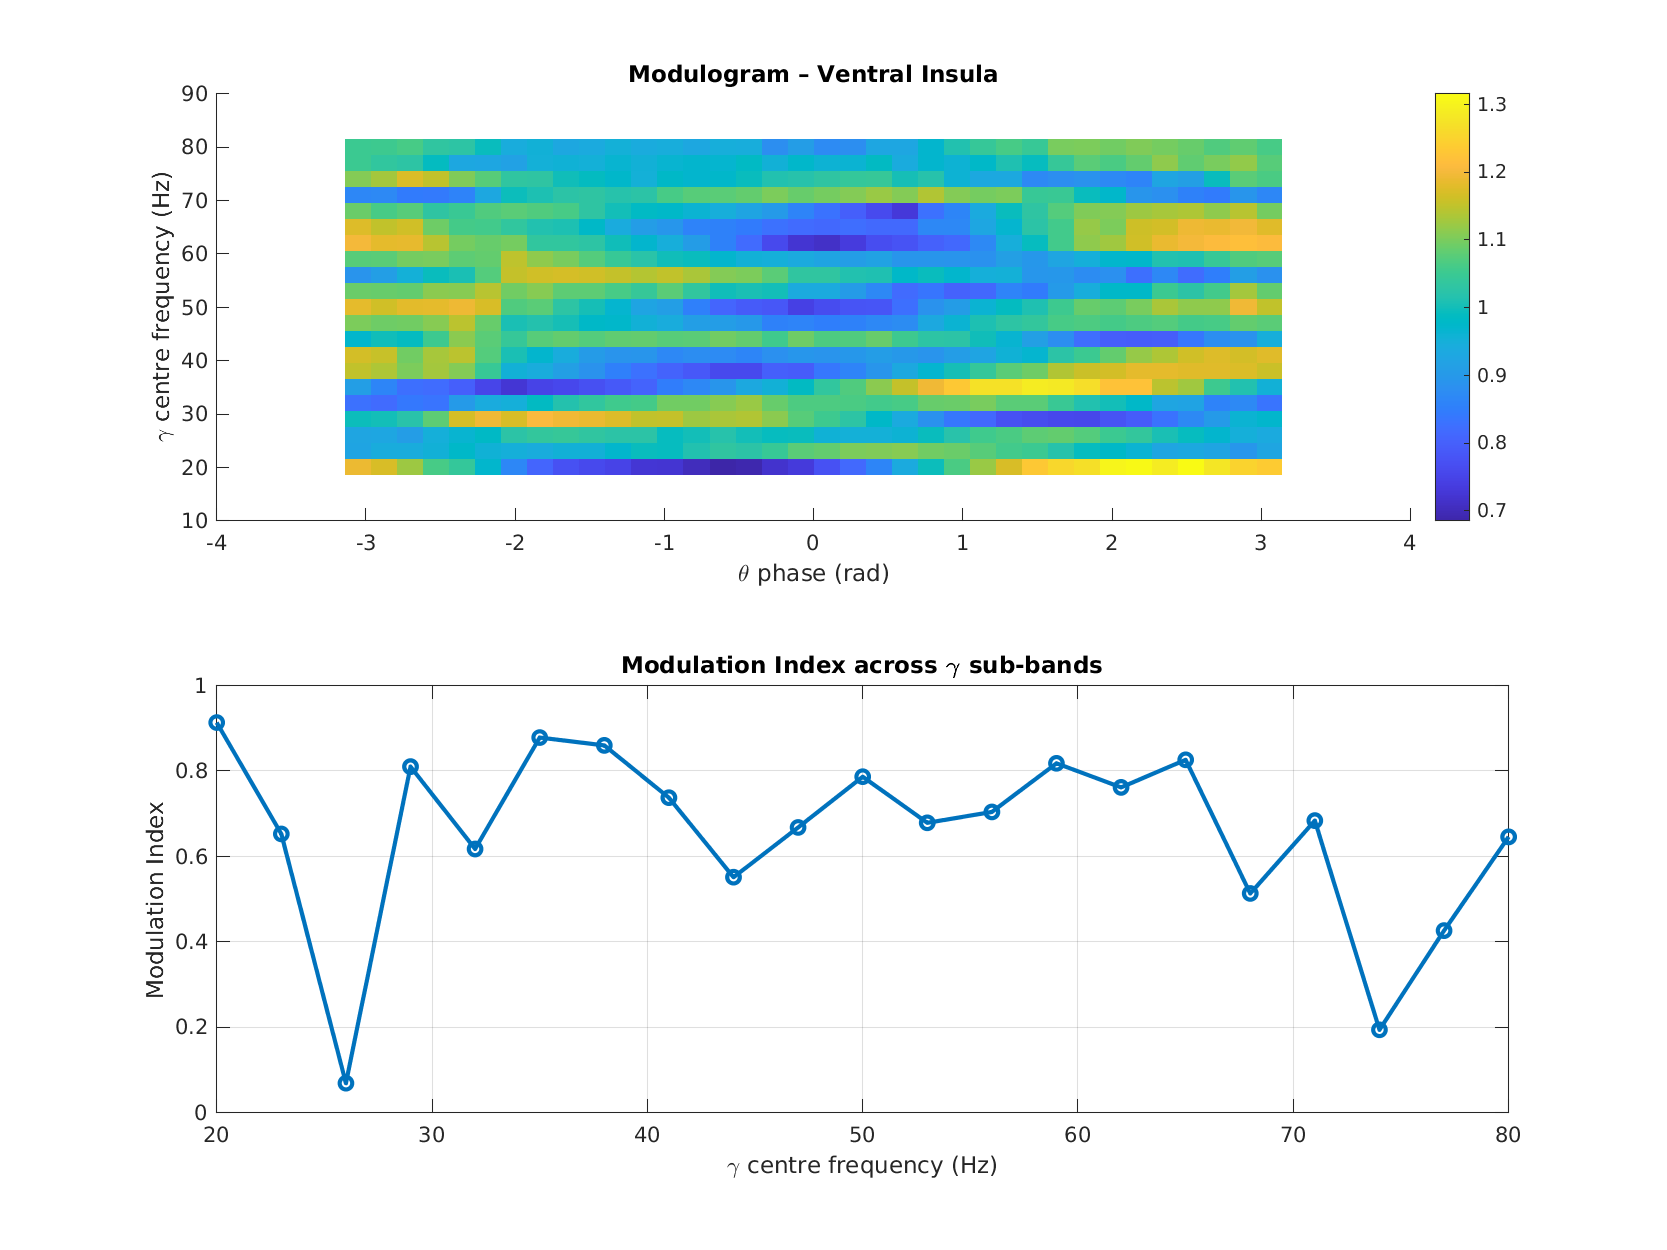 Modulogram – Ventral Insula
90
80
70
60
50
40
30
20
10
γ centre frequency (Hz)
-4 -3 -2 -1 0 1 2 3 4
θ phase (rad)
1.3
1.2
1.1
1
0.9
0.8
0.7
Modulation Index across γ sub-bands
1
0.8
0.6
0.4
0.2
0
Modulation Index
20 30 40 50 60 70 80
γ centre frequency (Hz)